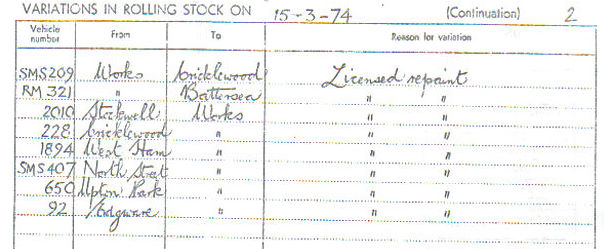 VARIATIONS IN ROLLING STOCK ON 15-3-74 (Continuation) 2
Vehicle number From To Reason for variation
SMS209 Works Cricklewood Licensed repaint
RM 321 " Battersea " "
2010 Stockwell Works " "
228 Cricklewood " " "
1894 West Ham " " "
SMS407 North Street " " "
650 Upton Park " " "
92 Edgware " " "